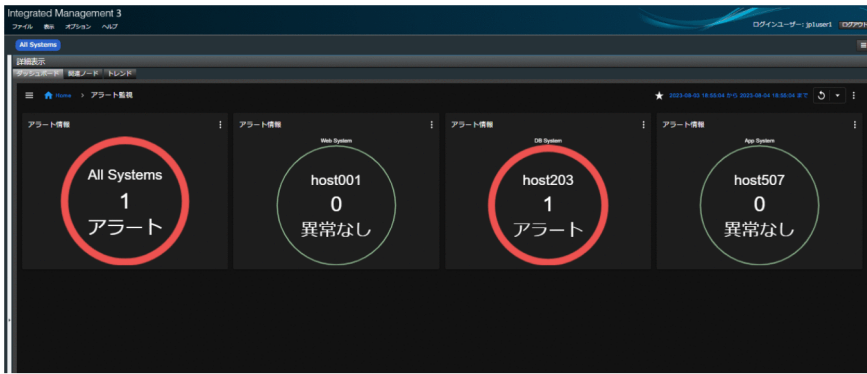 Integrated Management 3
ファイル 表示 オプション ヘルプ
ログインユーザー: jp1user1 ログアウト
All Systems
詳細表示
ダッシュボード 関連ノード トレンド
Home > アラート監視
2023-08-03 18:55:04 から 2023-08-04 18:55:04 まで
アラート情報
All Systems
1
アラート
アラート情報
Web System
host001
0
異常なし
アラート情報
DB System
host203
1
アラート
アラート情報
App System
host507
0
異常なし